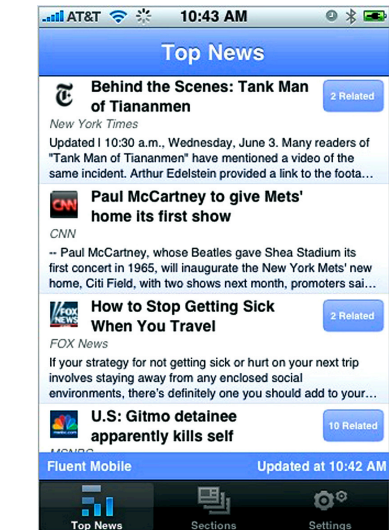 AT&T 10:43 AM
Top News
Behind the Scenes: Tank Man
of Tiananmen
2 Related
New York Times
Updated l 10:30 a.m., Wednesday, June 3. Many readers of
"Tank Man of Tiananmen" have mentioned a video of the
same incident. Arthur Edelstein provided a link to the foota...
CNN
Paul McCartney to give Mets'
home its first show
CNN
-- Paul McCartney, whose Beatles gave Shea Stadium its
first concert in 1965, will inaugurate the New York Mets' new
home, Citi Field, with two shows next month, promoters sai...
FOX
NEWS
How to Stop Getting Sick
When You Travel
2 Related
FOX News
If your strategy for not getting sick or hurt on your next trip
involves staying away from any enclosed social
environments, there's definitely one you should add to your...
U.S: Gitmo detainee
apparently kills self
10 Related
MSNBC
Fluent Mobile Updated at 10:42 AM
Top News Sections Settings